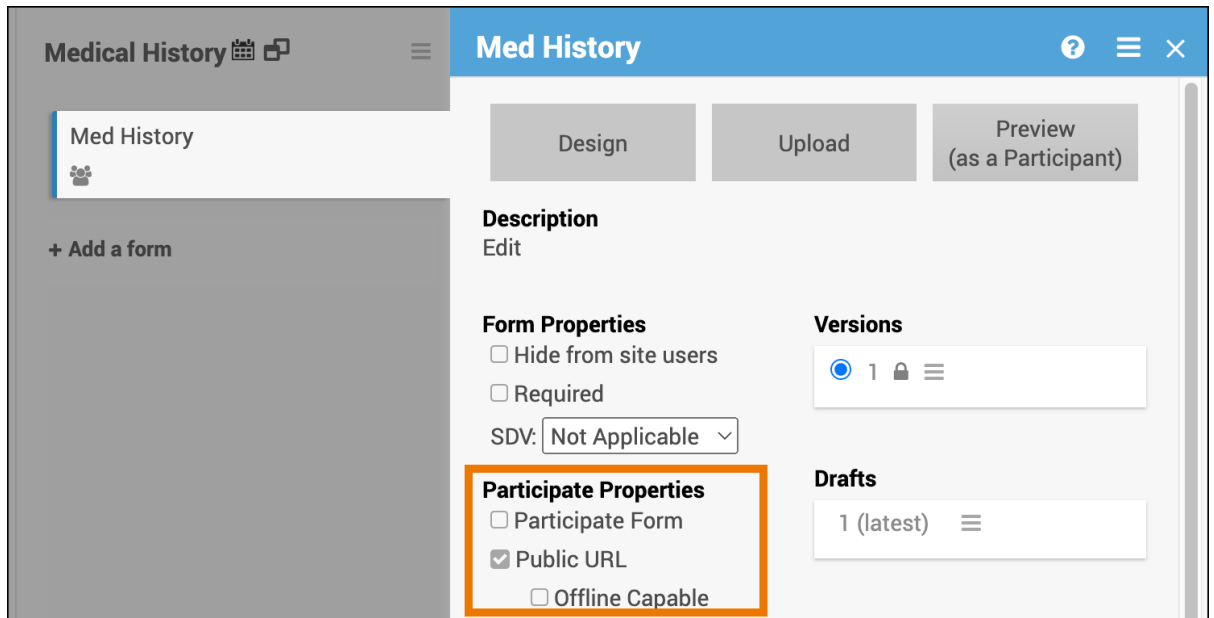 Medical History
Med History
+ Add a form
Med History
?
Design
Upload
Preview
(as a Participant)
Description
Edit
Form Properties
Hide from site users
Required
SDV: Not Applicable
Versions
1
Participate Properties
Participate Form
Public URL
Offline Capable
Drafts
1 (latest)